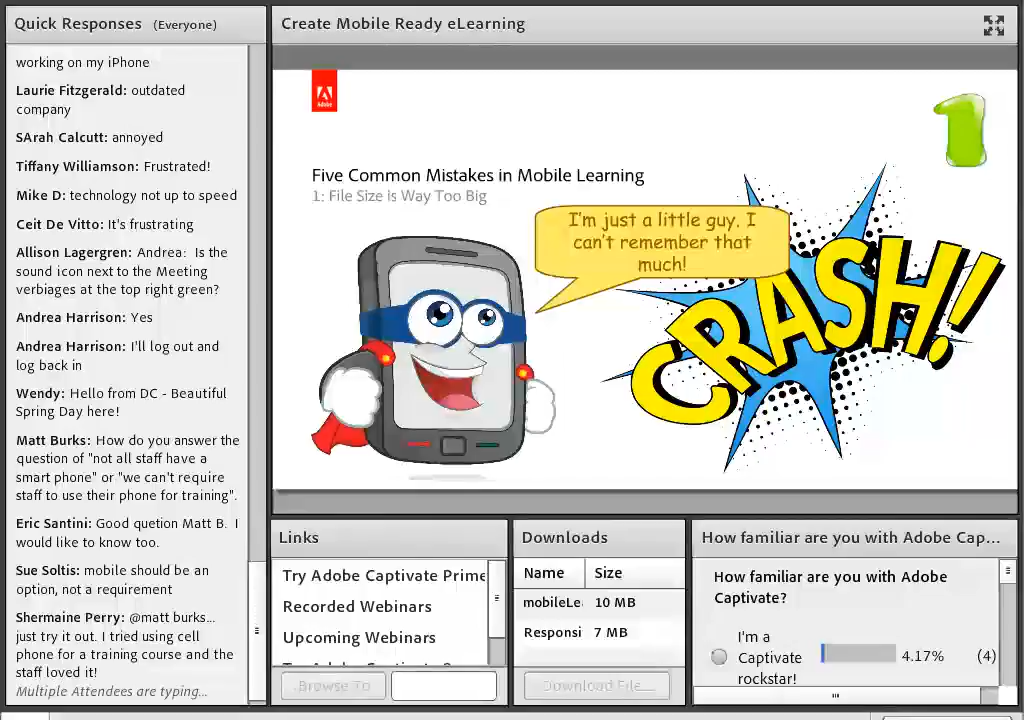 Quick Responses (Everyone)
working on my iPhone
Laurie Fitzgerald: outdated
company
SArah Calcutt: annoyed
Tiffany Williamson: Frustrated!
Mike D: technology not up to speed
Ceit De Vitto: It's frustrating
Allison Lagergren: Andrea: Is the
sound icon next to the Meeting
verbiages at the top right green?
Andrea Harrison: Yes
Andrea Harrison: I'll log out and
log back in
Wendy: Hello from DC - Beautiful
Spring Day here!
Matt Burks: How do you answer the
question of "not all staff have a
smart phone" or "we can't require
staff to use their phone for training".
Eric Santini: Good quetion Matt B. I
would like to know too.
Sue Soltis: mobile should be an
option, not a requirement
Shermaine Perry: @matt burks...
just try it out. I tried using cell
phone for a training course and the
staff loved it!
Multiple Attendees are typing...
Create Mobile Ready eLearning
Adobe
1
Five Common Mistakes in Mobile Learning
1: File Size is Way Too Big
I'm just a little guy. I
can't remember that
much!
CRASH!
Links
Try Adobe Captivate Prime
Recorded Webinars
Upcoming Webinars
Browse To
Downloads
Name Size
mobileLe 10 MB
Responsi 7 MB
Download File...
How familiar are you with Adobe Cap...
How familiar are you with Adobe
Captivate?
I'm a
Captivate
rockstar!
4.17% (4)